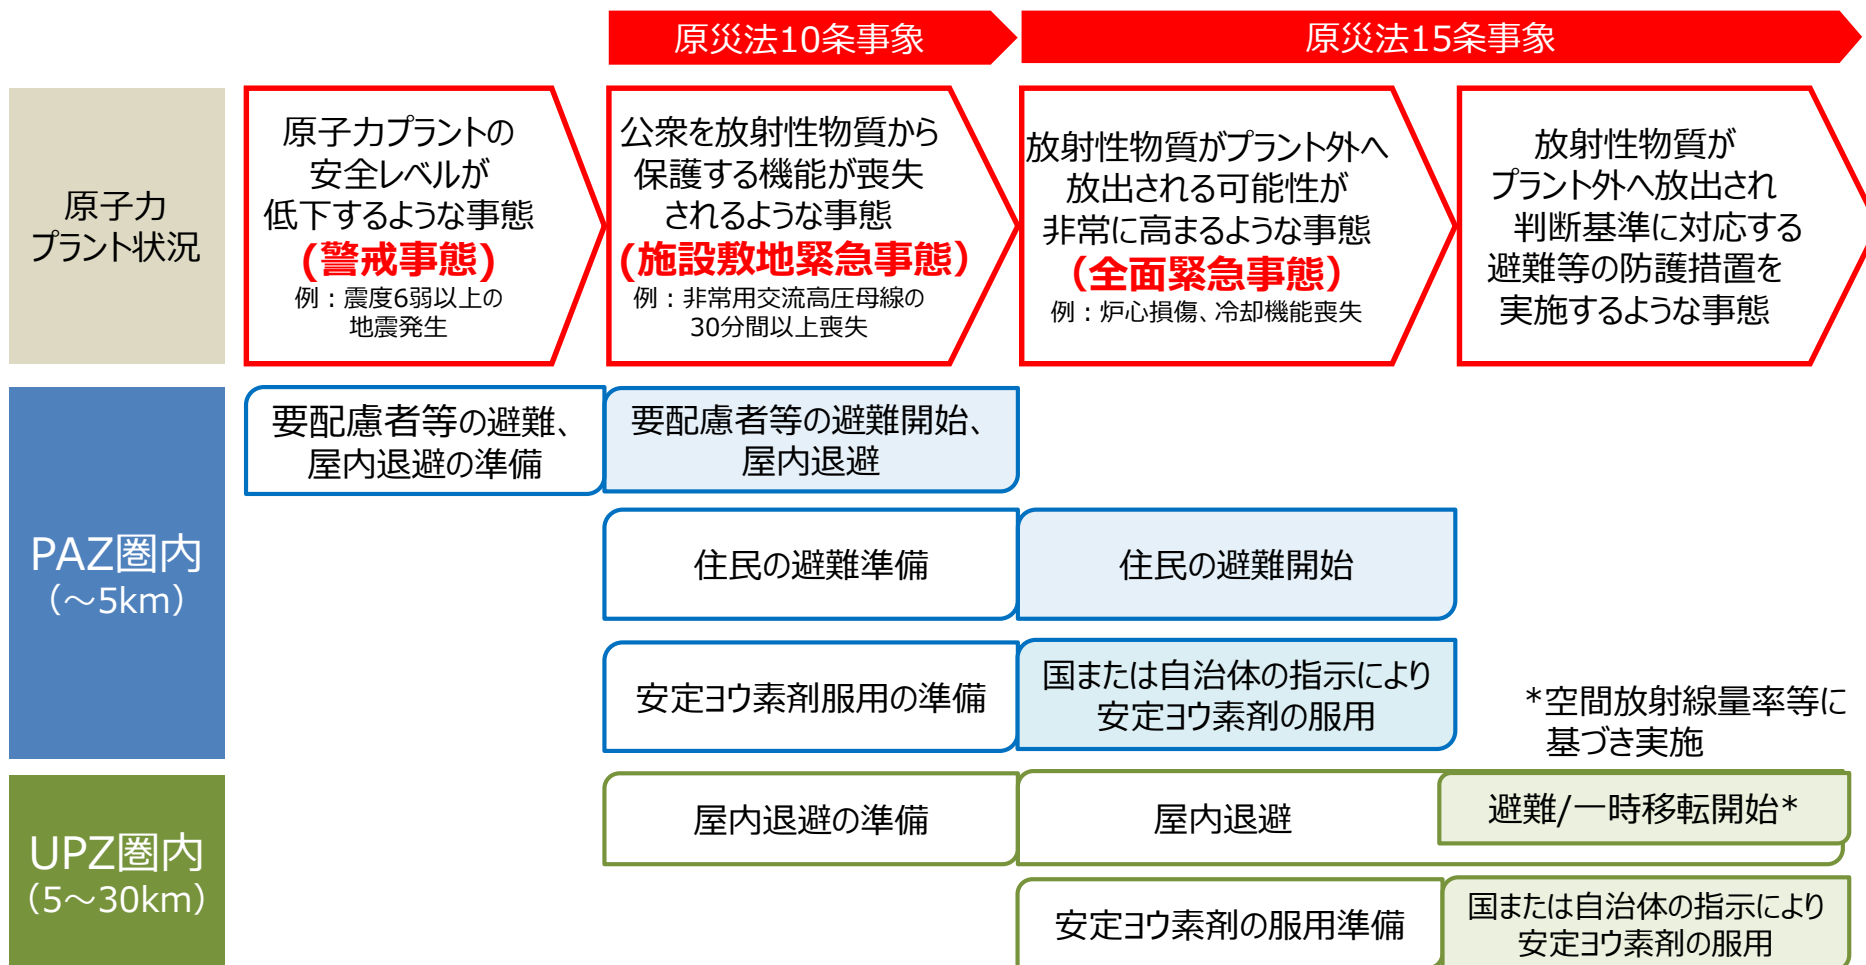 原災法10条事象
原災法15条事象
原子力
プラント状況
原子力プラントの
安全レベルが
低下するような事態
(警戒事態)
例：震度6弱以上の
地震発生
公衆を放射性物質から
保護する機能が喪失
されるような事態
(施設敷地緊急事態）
例：非常用交流高圧母線の
30分間以上喪失
放射性物質がプラント外へ
放出される可能性が
非常に高まるような事態
（全面緊急事態）
例：炉心損傷、冷却機能喪失
放射性物質が
プラント外へ放出され
判断基準に対応する
避難等の防護措置を
実施するような事態
PAZ圏内
（～5km）
要配慮者等の避難、
屋内退避の準備
要配慮者等の避難開始、
屋内退避
住民の避難準備
住民の避難開始
安定ヨウ素剤服用の準備
国または自治体の指示により
安定ヨウ素剤の服用
*空間放射線量率等に
基づき実施
UPZ圏内
（5～30km）
屋内退避の準備
屋内退避
避難/一時移転開始*
安定ヨウ素剤の服用準備
国または自治体の指示により
安定ヨウ素剤の服用